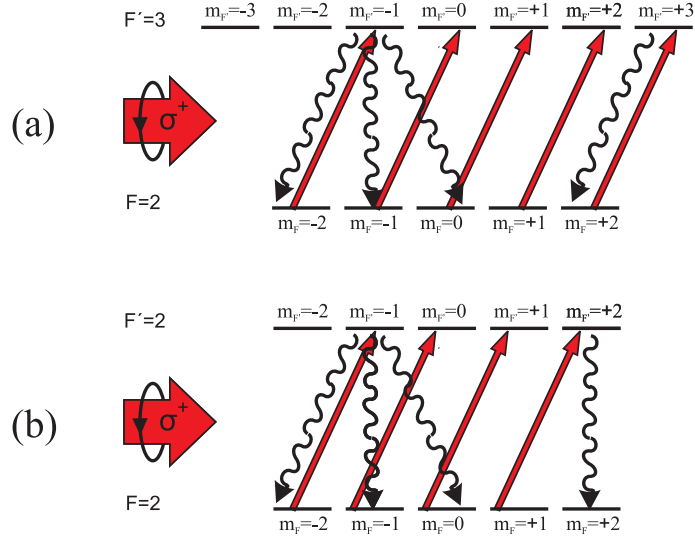 F´=3 m_F'=-3 m_F'=-2 m_F'=-1 m_F'=0 m_F'=+1 m_F'=+2 m_F'=+3
(a) σ⁺
F=2
m_F=-2 m_F=-1 m_F=0 m_F=+1 m_F=+2
F´=2 m_F'=-2 m_F'=-1 m_F'=0 m_F'=+1 m_F'=+2
(b) σ⁺
F=2
m_F=-2 m_F=-1 m_F=0 m_F=+1 m_F=+2